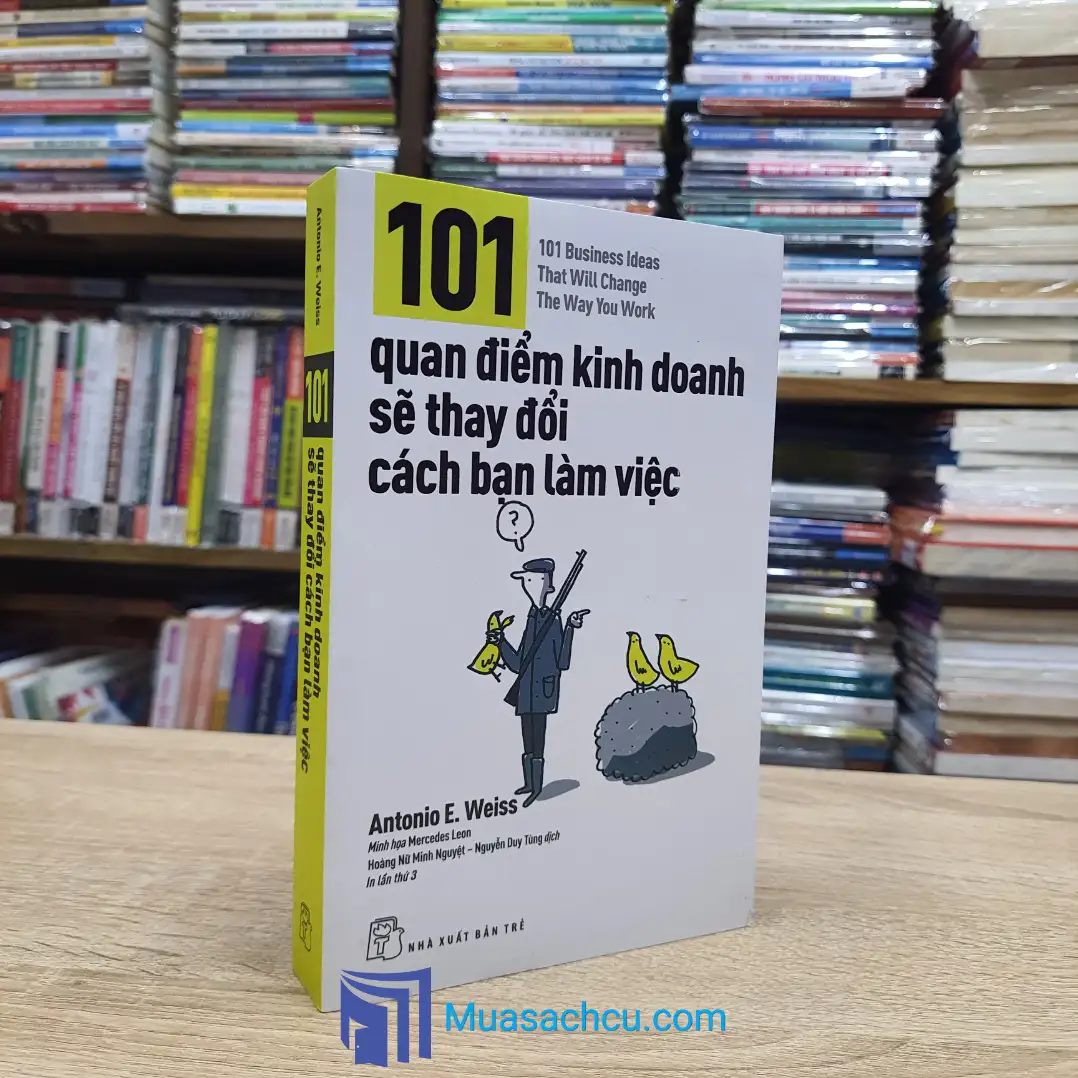 101
101 Business Ideas
That Will Change
The Way You Work
quan điểm kinh doanh
sẽ thay đổi
cách bạn làm việc
?
Antonio E. Weiss
Minh họa Mercedes Leon
Hoàng Nữ Minh Nguyệt – Nguyễn Duy Tùng dịch
In lần thứ 3
NHÀ XUẤT BẢN TRẺ
Antonio E. Weiss
101
quan điểm kinh doanh
sẽ thay đổi cách bạn làm việc
Muasachcu.com